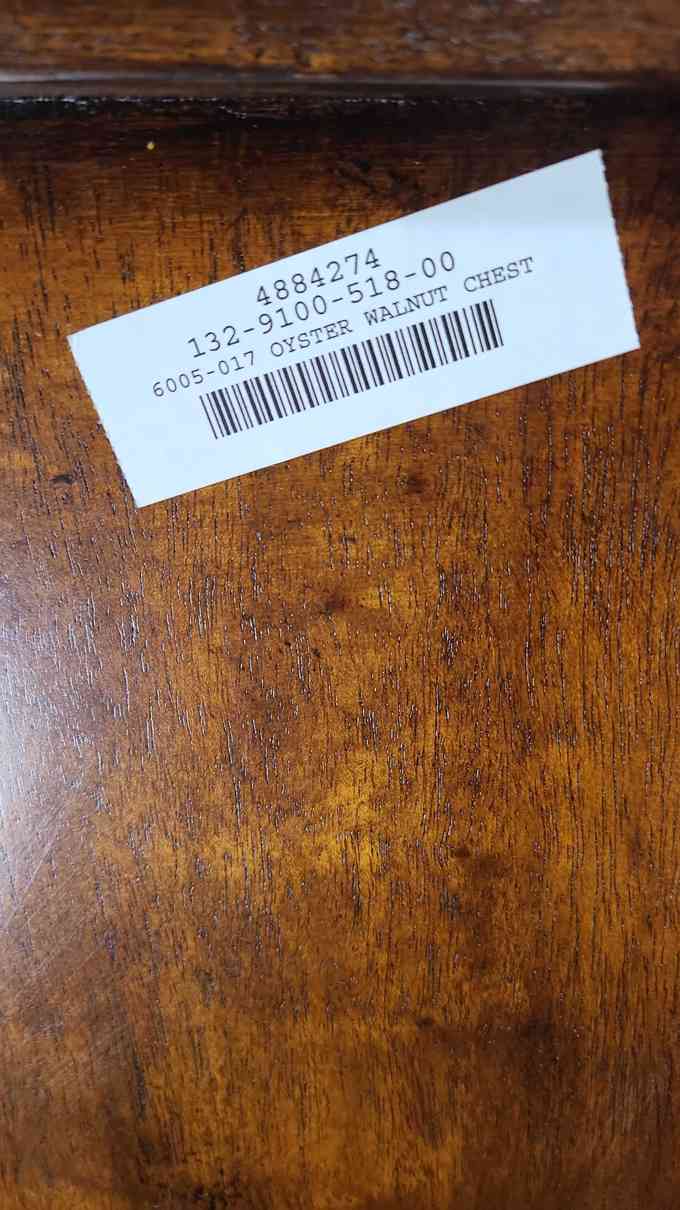 4884274
132-9100-518-00
6005-017 OYSTER WALNUT CHEST